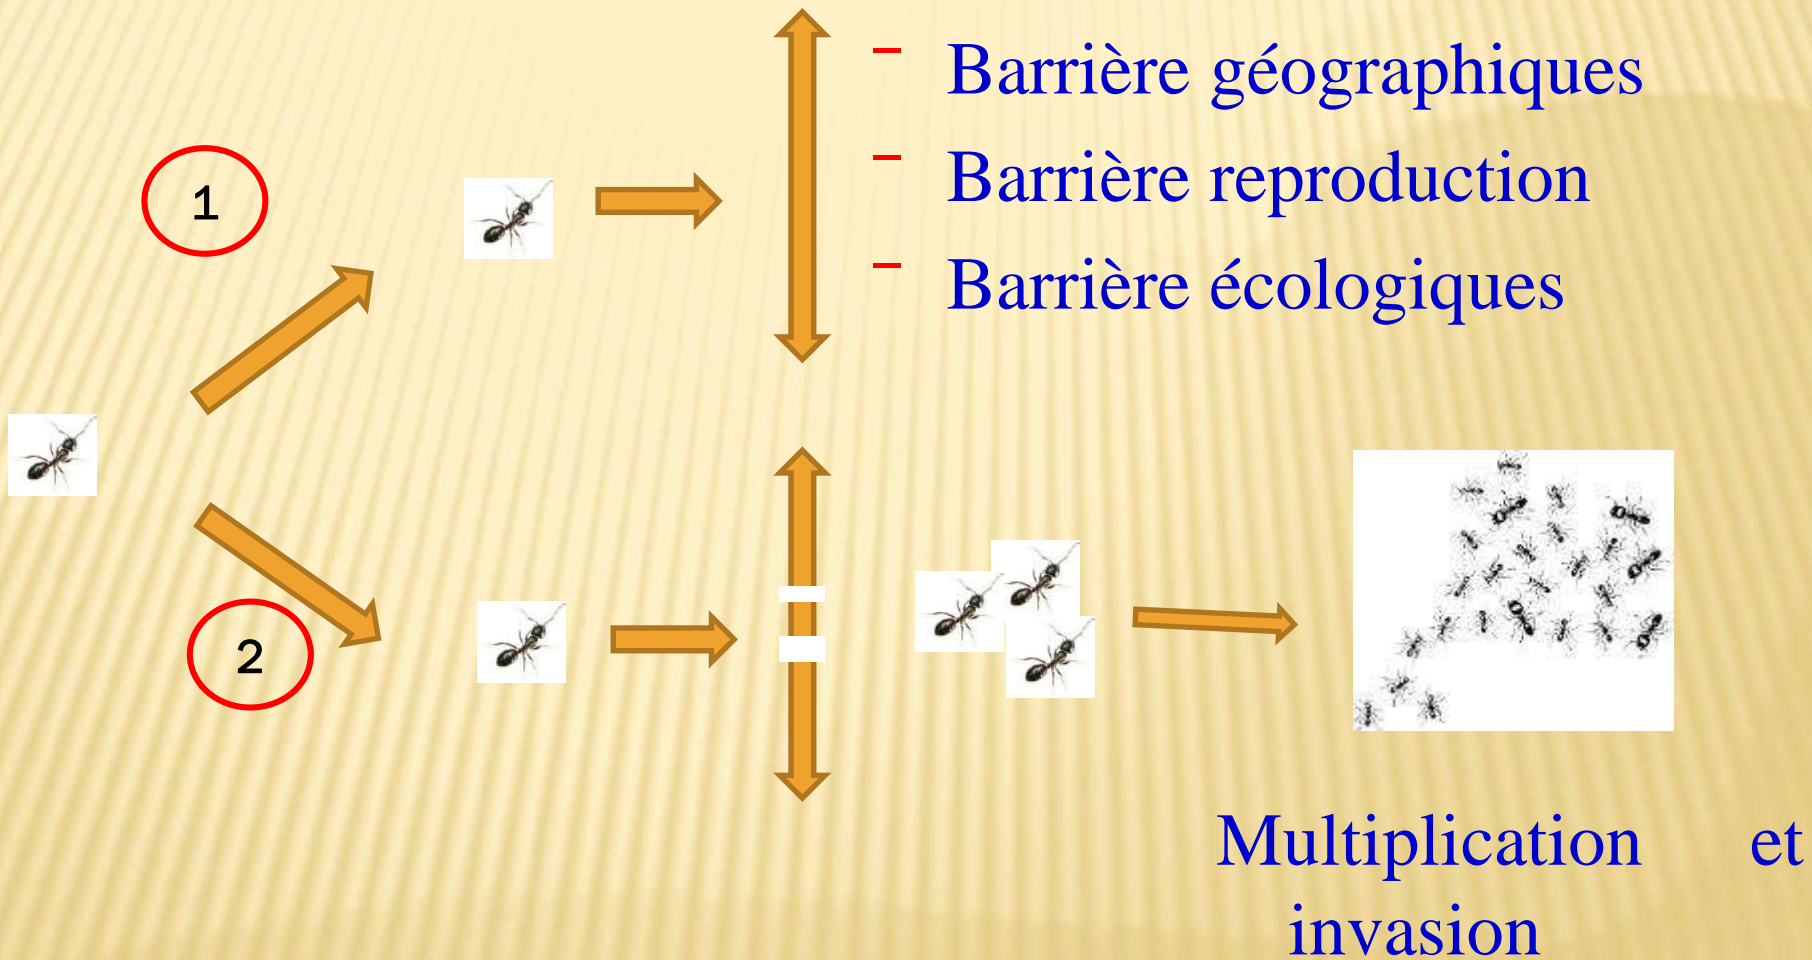 – Barrière géographiques
1
– Barrière reproduction
– Barrière écologiques
2
Multiplication et
invasion